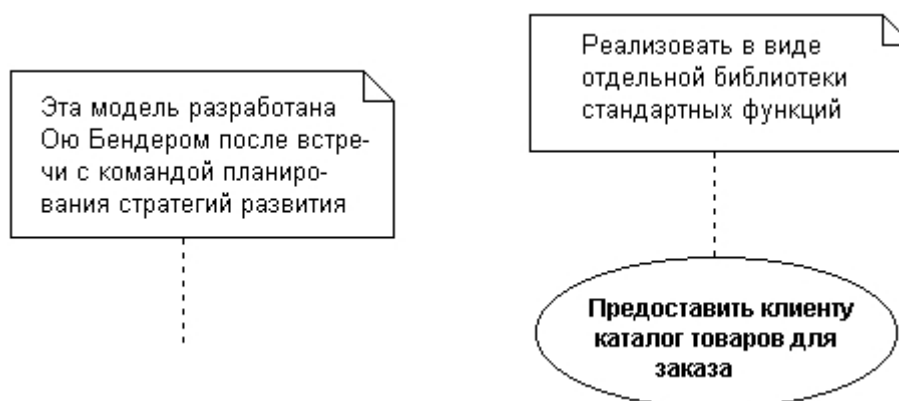 Эта модель разработана
Ою Бендером после встре-
чи с командой планиро-
вания стратегий развития
Реализовать в виде
отдельной библиотеки
стандартных функций
Предоставить клиенту
каталог товаров для
заказа